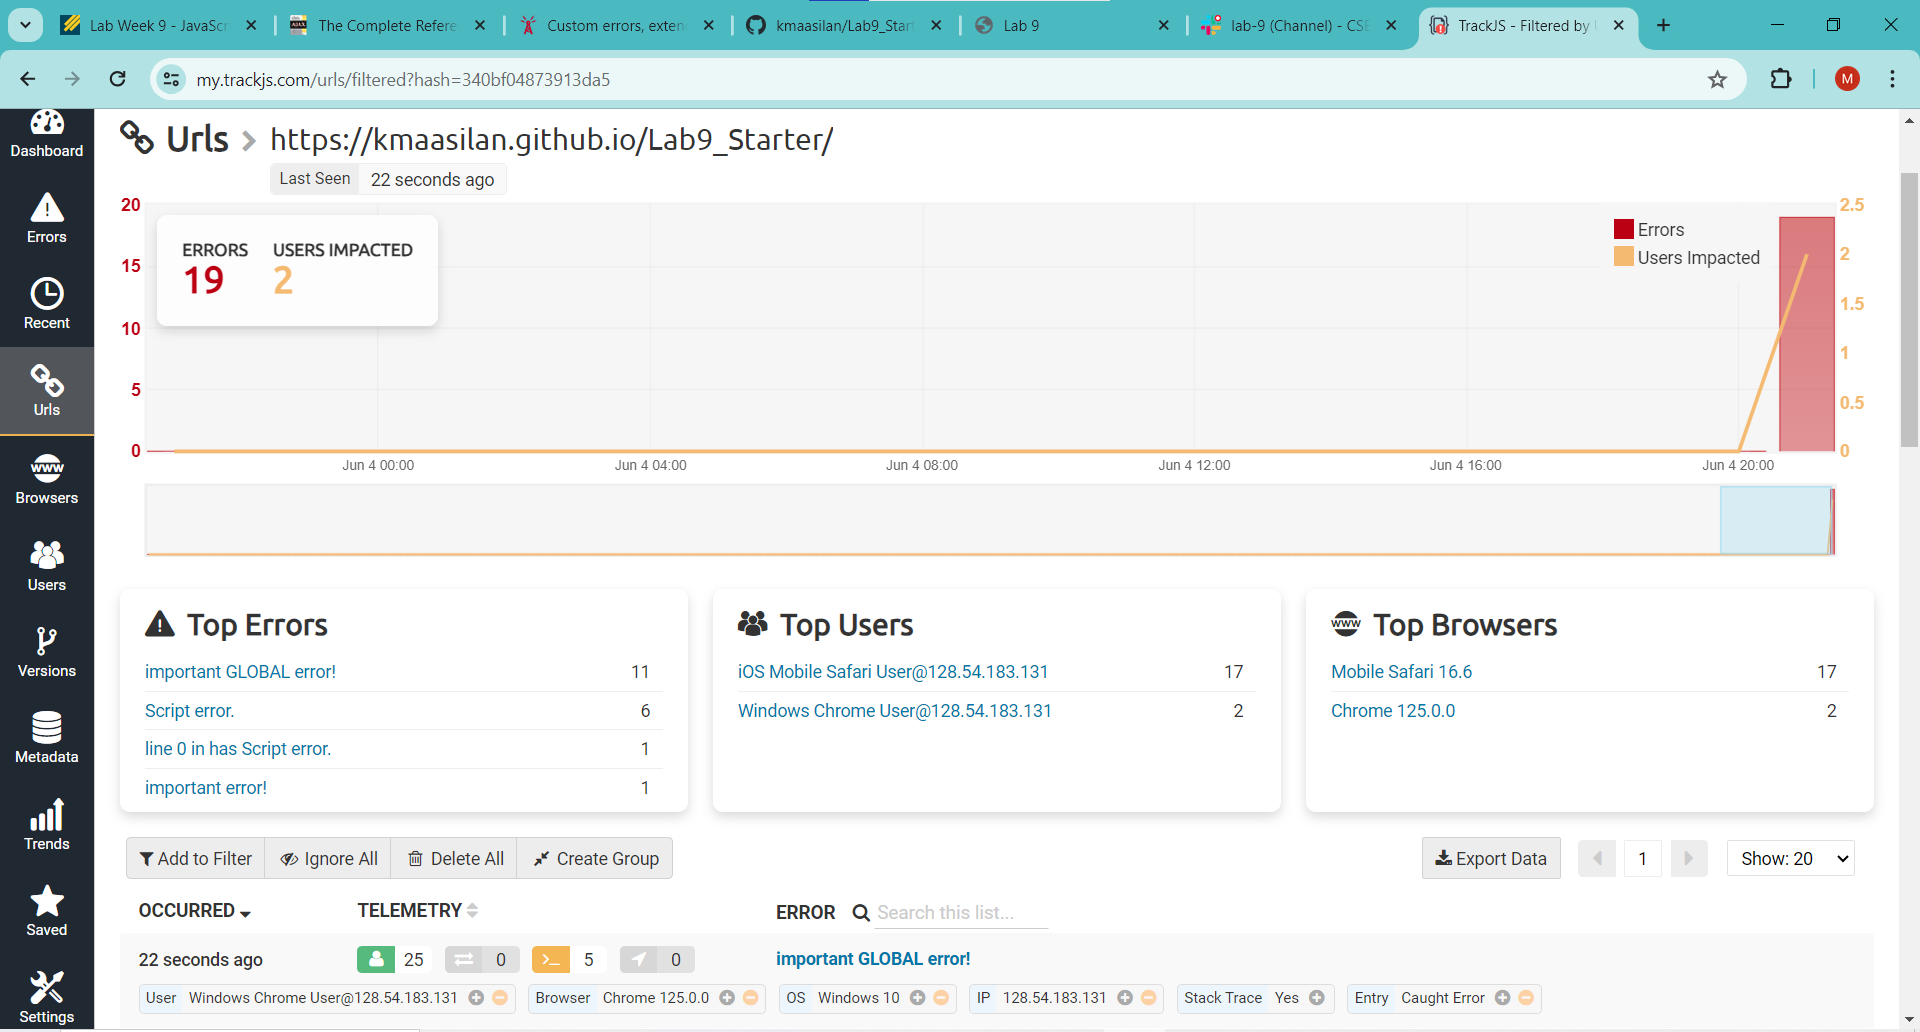 Lab Week 9 - JavaScr
The Complete Refere
Custom errors, exten
kmaasilan/Lab9_Start
Lab 9
lab-9 (Channel) - CSE
TrackJS - Filtered by
my.trackjs.com/urls/filtered?hash=340bf04873913da5
M
Dashboard
Errors
Recent
Urls
WWW
Browsers
Users
Versions
Metadata
Trends
Saved
Settings
Urls
https://kmaasilan.github.io/Lab9_Starter/
Last Seen 22 seconds ago
20
15
10
5
0
ERRORS USERS IMPACTED
19 2
Errors
Users Impacted
2.5
2
1.5
1
0.5
0
Jun 4 00:00 Jun 4 04:00 Jun 4 08:00 Jun 4 12:00 Jun 4 16:00 Jun 4 20:00
Top Errors
important GLOBAL error! 11
Script error. 6
line 0 in has Script error. 1
important error! 1
Top Users
iOS Mobile Safari User@128.54.183.131 17
Windows Chrome User@128.54.183.131 2
WWW Top Browsers
Mobile Safari 16.6 17
Chrome 125.0.0 2
Add to Filter Ignore All Delete All Create Group
Export Data 1 Show: 20
OCCURRED TELEMETRY ERROR Search this list...
22 seconds ago 25 0 5 0 important GLOBAL error!
User Windows Chrome User@128.54.183.131 Browser Chrome 125.0.0 OS Windows 10 IP 128.54.183.131 Stack Trace Yes Entry Caught Error